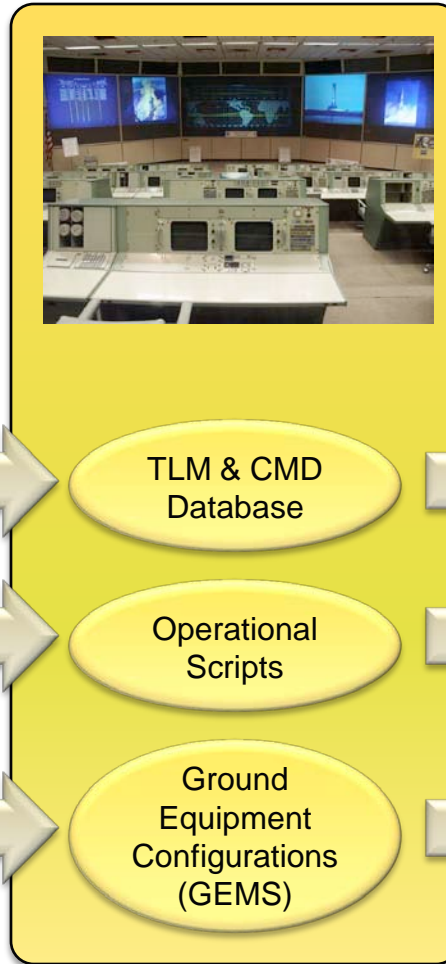 TLM & CMD
Database
Operational
Scripts
Ground
Equipment
Configurations
(GEMS)